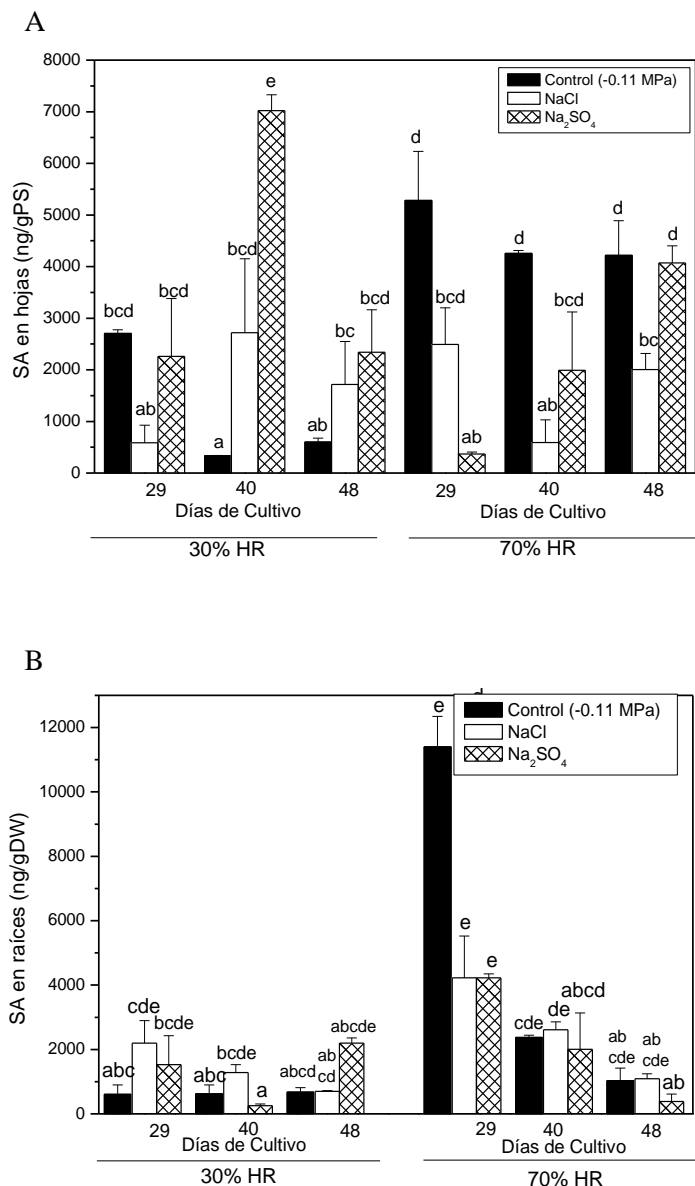 A
8000
7000
6000
5000
4000
3000
2000
1000
0
SA en hojas (ng/gPS)
Control (-0.11 MPa)
NaCl
Na₂SO₄
bcd
ab
bcd
a
bcd
e
ab
bc
bcd
d
bcd
ab
d
ab
bcd
d
bc
d
29
40
48
29
40
48
Días de Cultivo
Días de Cultivo
30% HR
70% HR
B
12000
10000
8000
6000
4000
2000
0
SA en raíces (ng/gDW)
Control (-0.11 MPa)
NaCl
Na₂SO₄
abc
cde
bcde
abc
bcde
a
abcd
ab
cd
abcde
e
e
e
cde
de
abcd
ab
cde
ab
cde
ab
29
40
48
29
40
48
Días de Cultivo
Días de Cultivo
30% HR
70% HR